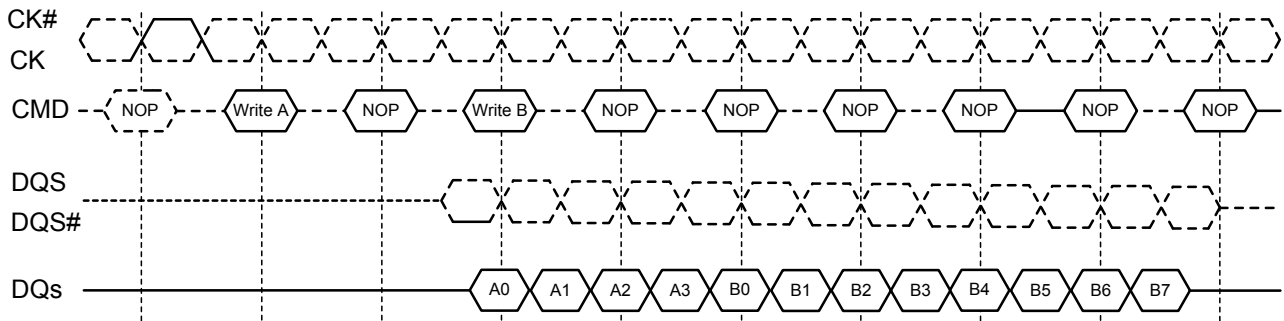 CK#
CK
CMD NOP Write A NOP Write B NOP NOP NOP NOP NOP NOP
DQS
DQS#
DQs A0 A1 A2 A3 B0 B1 B2 B3 B4 B5 B6 B7